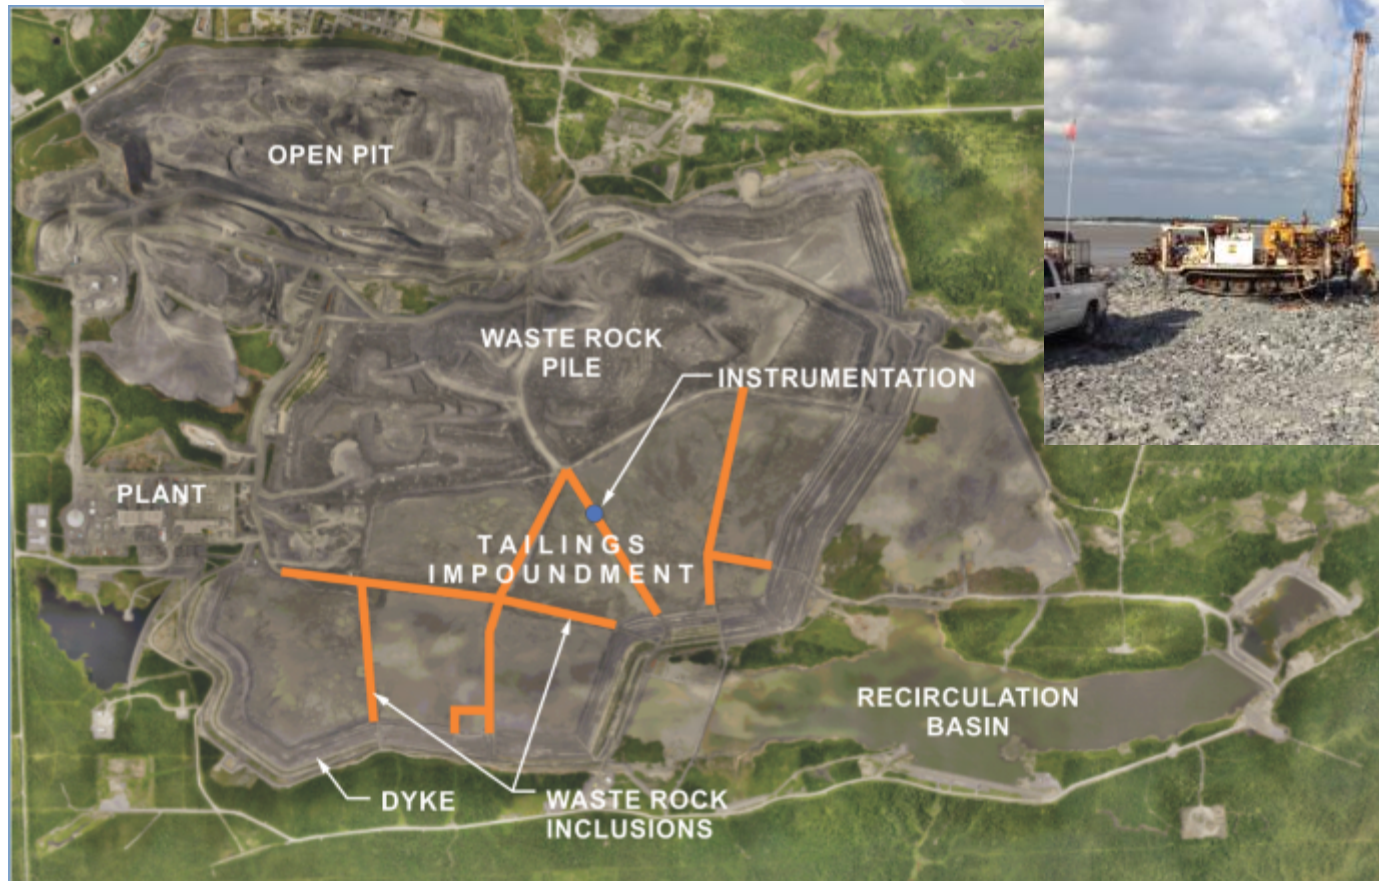 OPEN PIT
WASTE ROCK
PILE
INSTRUMENTATION
PLANT
TAILINGS
IMPOUNDMENT
RECIRCULATION
BASIN
DYKE
WASTE ROCK
INCLUSIONS